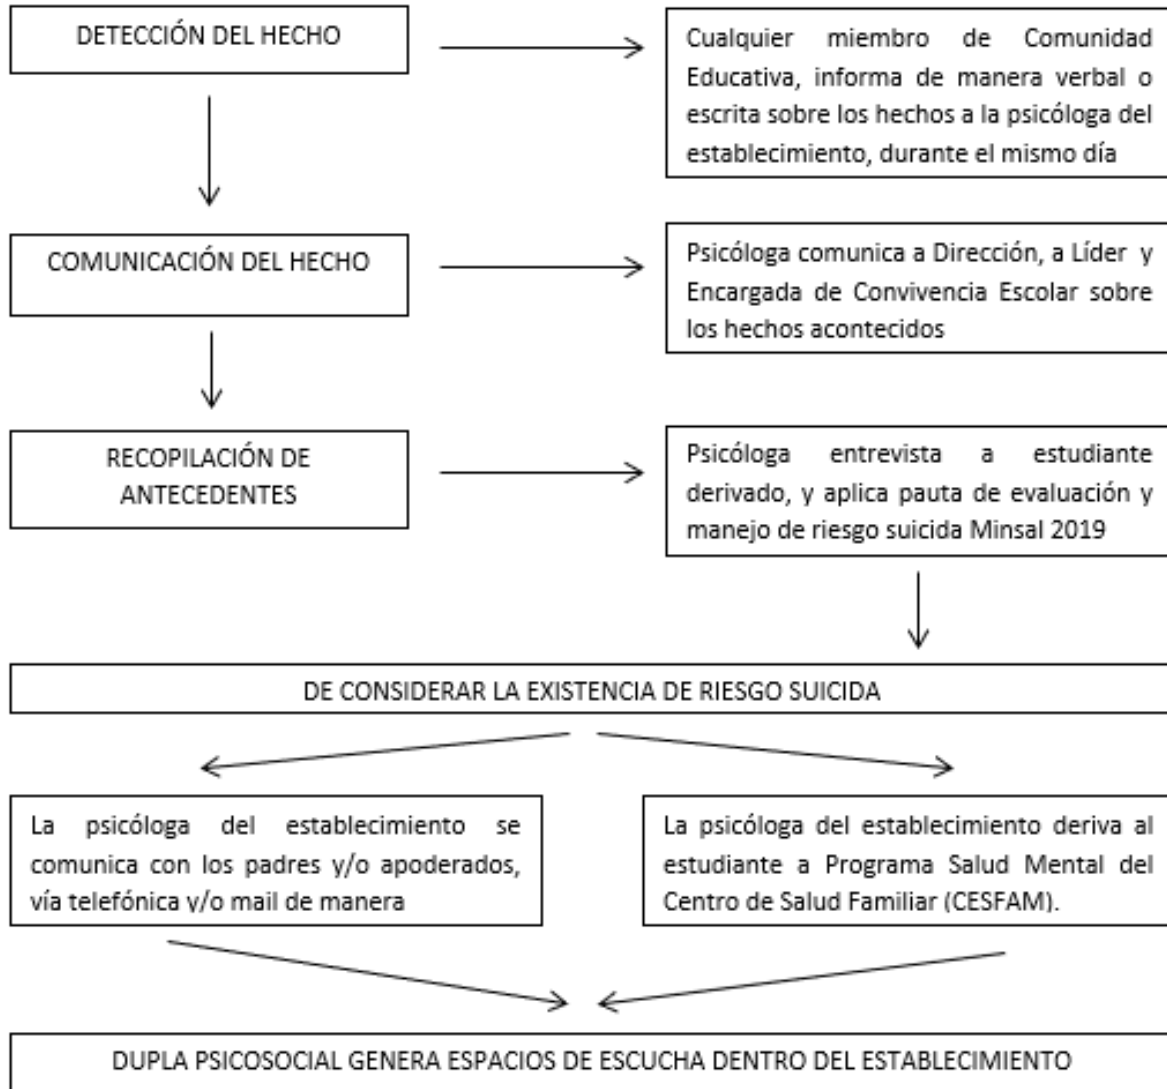 DETECCIÓN DEL HECHO
Cualquier miembro de Comunidad
Educativa, informa de manera verbal o
escrita sobre los hechos a la psicóloga del
establecimiento, durante el mismo día
COMUNICACIÓN DEL HECHO
Psicóloga comunica a Dirección, a Líder y
Encargada de Convivencia Escolar sobre
los hechos acontecidos
RECOPILACIÓN DE
ANTECEDENTES
Psicóloga entrevista a estudiante
derivado, y aplica pauta de evaluación y
manejo de riesgo suicida Minsal 2019
DE CONSIDERAR LA EXISTENCIA DE RIESGO SUICIDA
La psicóloga del establecimiento se
comunica con los padres y/o apoderados,
vía telefónica y/o mail de manera
La psicóloga del establecimiento deriva al
estudiante a Programa Salud Mental del
Centro de Salud Familiar (CESFAM).
DUPLA PSICOSOCIAL GENERA ESPACIOS DE ESCUCHA DENTRO DEL ESTABLECIMIENTO